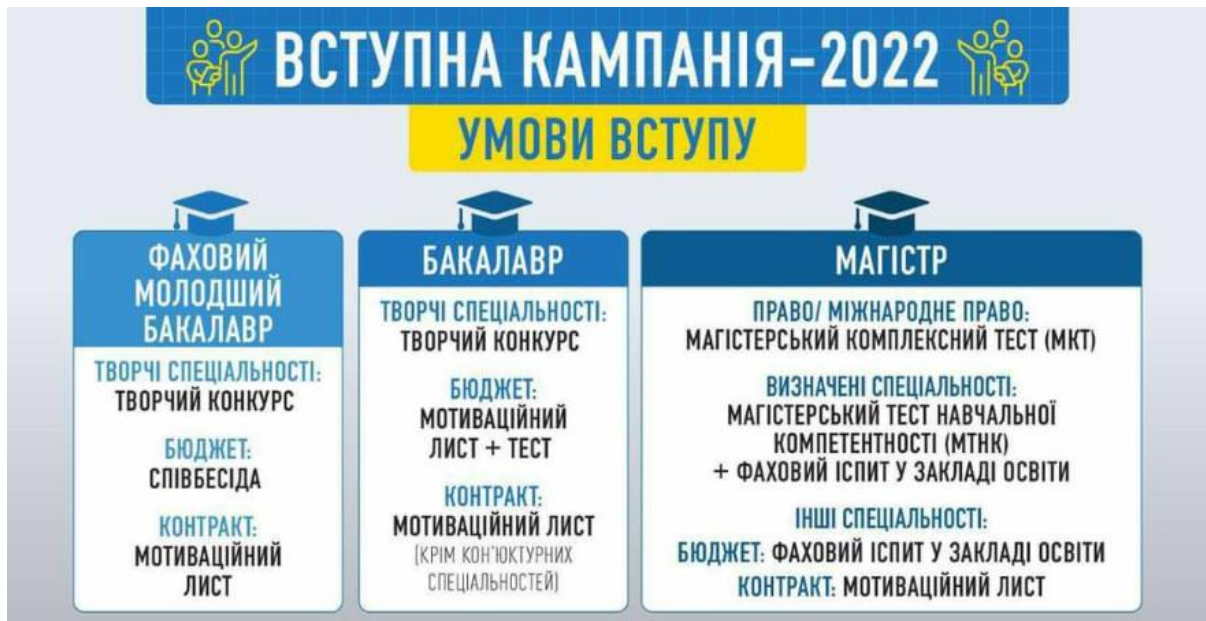 ВСТУПНА КАМПАНІЯ-2022
УМОВИ ВСТУПУ
ФАХОВИЙ
МОЛОДШИЙ
БАКАЛАВР
ТВОРЧІ СПЕЦІАЛЬНОСТІ:
ТВОРЧИЙ КОНКУРС
БЮДЖЕТ:
СПІВБЕСІДА
КОНТРАКТ:
МОТИВАЦІЙНИЙ
ЛИСТ
БАКАЛАВР
ТВОРЧІ СПЕЦІАЛЬНОСТІ:
ТВОРЧИЙ КОНКУРС
БЮДЖЕТ:
МОТИВАЦІЙНИЙ
ЛИСТ + ТЕСТ
КОНТРАКТ:
МОТИВАЦІЙНИЙ ЛИСТ
(КРІМ КОН'ЮКТУРНИХ
СПЕЦІАЛЬНОСТЕЙ)
МАГІСТР
ПРАВО/ МІЖНАРОДНЕ ПРАВО:
МАГІСТЕРСЬКИЙ КОМПЛЕКСНИЙ ТЕСТ (МКТ)
ВИЗНАЧЕНІ СПЕЦІАЛЬНОСТІ:
МАГІСТЕРСЬКИЙ ТЕСТ НАВЧАЛЬНОЇ
КОМПЕТЕНТНОСТІ (МТНК)
+ ФАХОВИЙ ІСПИТ У ЗАКЛАДІ ОСВІТИ
ІНШІ СПЕЦІАЛЬНОСТІ:
БЮДЖЕТ: ФАХОВИЙ ІСПИТ У ЗАКЛАДІ ОСВІТИ
КОНТРАКТ: МОТИВАЦІЙНИЙ ЛИСТ